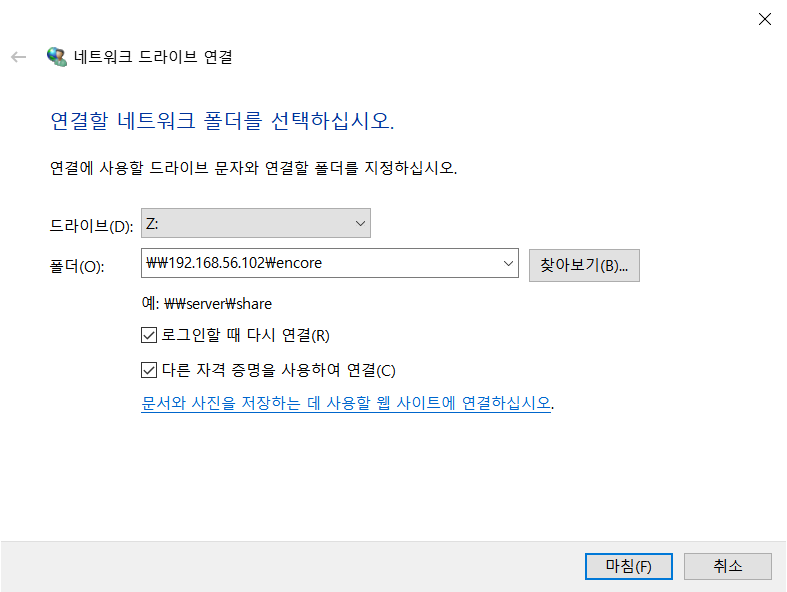 네트워크 드라이브 연결
연결할 네트워크 폴더를 선택하십시오.
연결에 사용할 드라이브 문자와 연결할 폴더를 지정하십시오.
드라이브(D): Z:
폴더(O): ₩₩192.168.56.102₩encore 찾아보기(B)...
예: ₩₩server₩share
로그인할 때 다시 연결(R)
다른 자격 증명을 사용하여 연결(C)
문서와 사진을 저장하는 데 사용할 웹 사이트에 연결하십시오.
마침(F) 취소